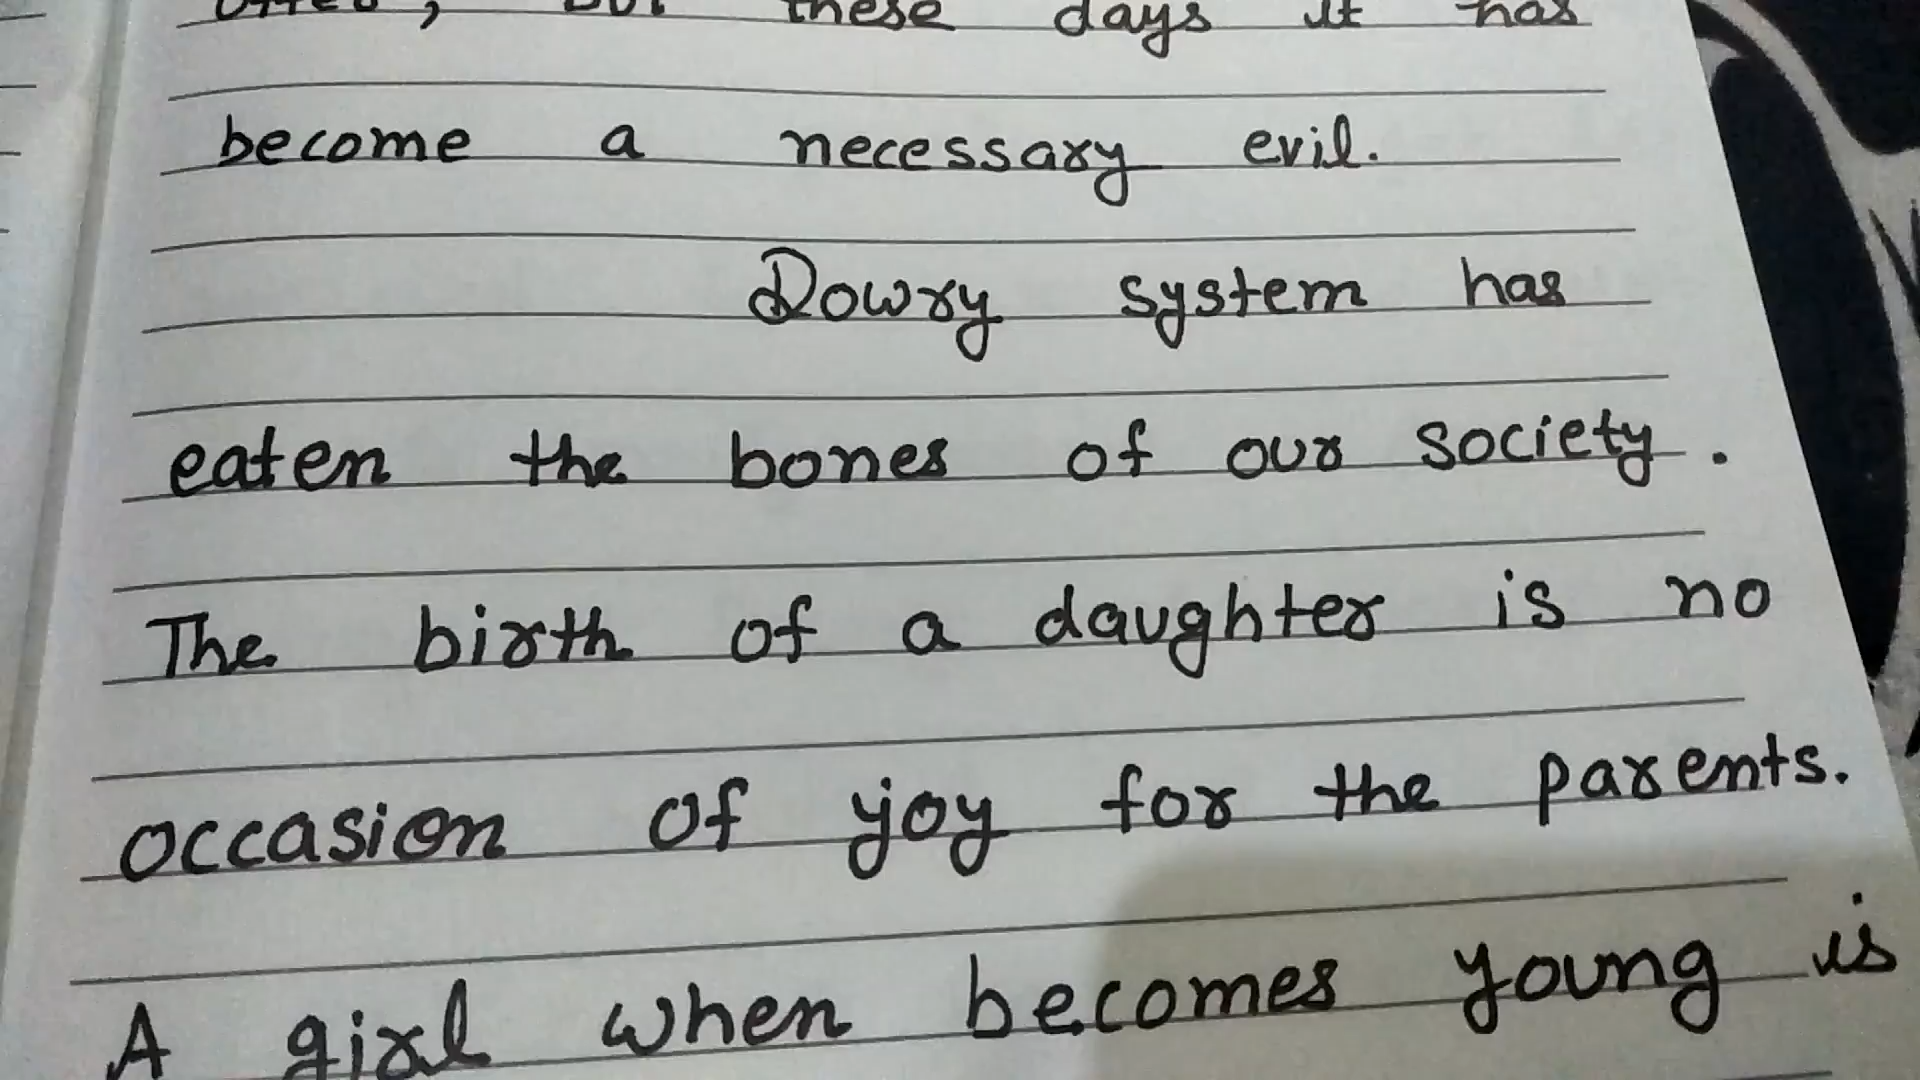 , but these days it has
become a necessary evil.
Dowry system has
eaten the bones of our society.
The birth of a daughter is no
occasion of joy for the parents.
A girl when becomes young is